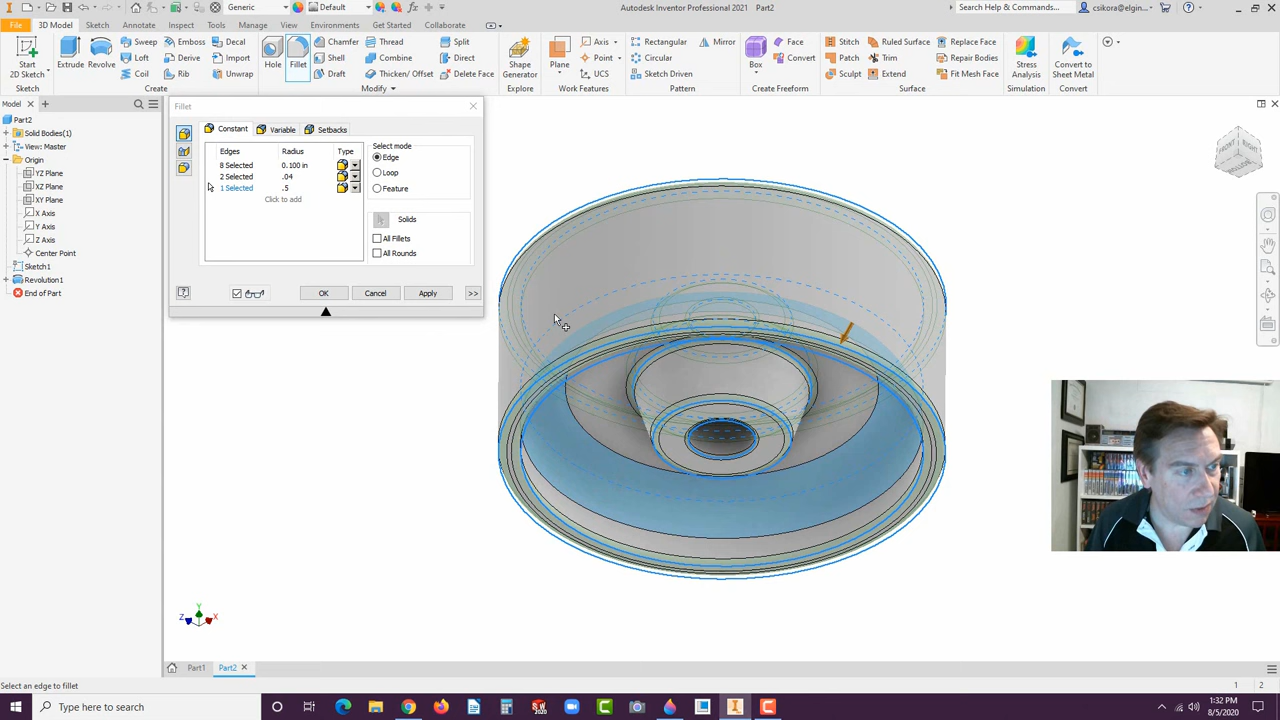 Generic
Default
Autodesk Inventor Professional 2021 Part2
Search Help & Commands...
csikora@elgin...
File
3D Model
Sketch
Annotate
Inspect
Tools
Manage
View
Environments
Get Started
Collaborate
Start
2D Sketch
Extrude
Revolve
Sweep
Loft
Coil
Emboss
Derive
Rib
Decal
Import
Unwrap
Hole
Fillet
Chamfer
Shell
Draft
Thread
Combine
Thicken/ Offset
Split
Direct
Delete Face
Shape
Generator
Plane
Axis
Point
UCS
Rectangular
Circular
Sketch Driven
Mirror
Box
Face
Convert
Stitch
Patch
Sculpt
Ruled Surface
Trim
Extend
Replace Face
Repair Bodies
Fit Mesh Face
Stress
Analysis
Convert to
Sheet Metal
Sketch
Create
Modify
Explore
Work Features
Pattern
Create Freeform
Surface
Simulation
Convert
Model
Part2
Solid Bodies(1)
View: Master
Origin
YZ Plane
XZ Plane
XY Plane
X Axis
Y Axis
Z Axis
Center Point
Sketch1
Revolution1
End of Part
Fillet
Constant
Variable
Setbacks
Edges Radius Type
8 Selected 0.100 in
2 Selected .04
1 Selected .5
Click to add
Select mode
Edge
Loop
Feature
Solids
All Fillets
All Rounds
OK
Cancel
Apply
>>
FRONT
RIGHT
Z
Y
X
Part1
Part2
Select an edge to fillet
1 2
Type here to search
1:32 PM
8/5/2020